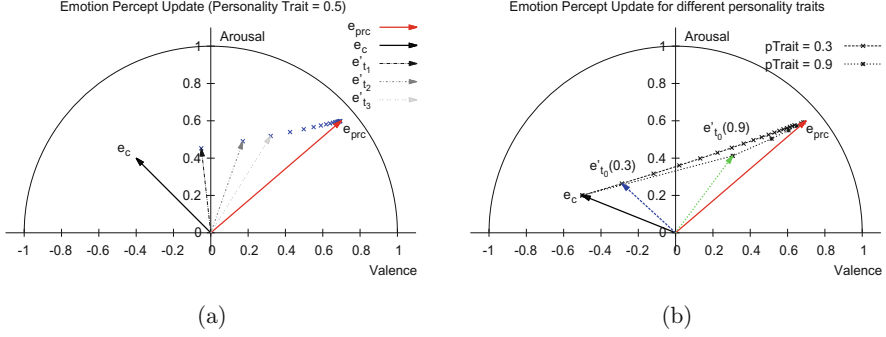 Emotion Percept Update (Personality Trait = 0.5)
Arousal
e_prc
e_c
e'_t1
e'_t2
e'_t3
1
0.8
0.6
0.4
0.2
0
e_c
e_prc
-1 -0.8 -0.6 -0.4 -0.2 0 0.2 0.4 0.6 0.8 1
Valence
(a)
Emotion Percept Update for different personality traits
Arousal
pTrait = 0.3
pTrait = 0.9
1
0.8
0.6
0.4
0.2
0
e'_t0(0.9)
e_prc
e'_t0(0.3)
e_c
-1 -0.8 -0.6 -0.4 -0.2 0 0.2 0.4 0.6 0.8 1
Valence
(b)